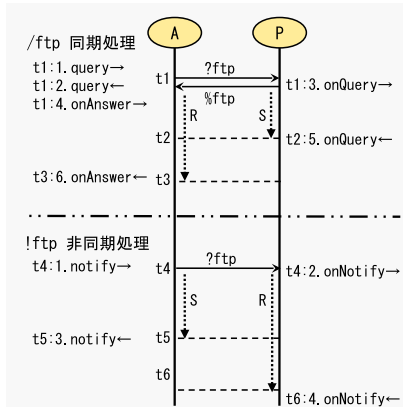 A P
/ftp 同期処理
t1:1. query→ ?ftp
t1
t1:2. query← t1:3. onQuery→
t1:4. onAnswer→ %ftp
R S
t2 t2:5. onQuery←
t3:6. onAnswer← t3
!ftp 非同期処理
t4:1. notify→ t4 ?ftp t4:2. onNotify→
S R
t5:3. notify← t5
t6
t6:4. onNotify←